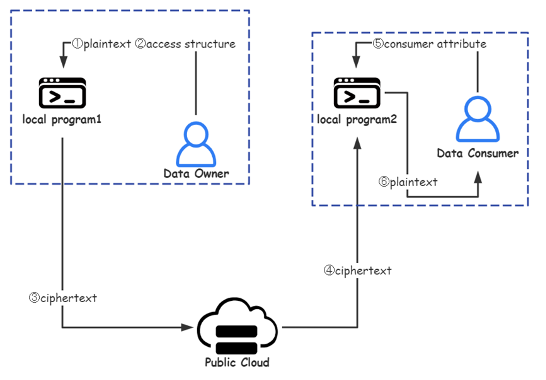 ①plaintext ②access structure
local program1
Data Owner
⑤consumer attribute
local program2
Data Consumer
⑥plaintext
④ciphertext
③ciphertext
Public Cloud